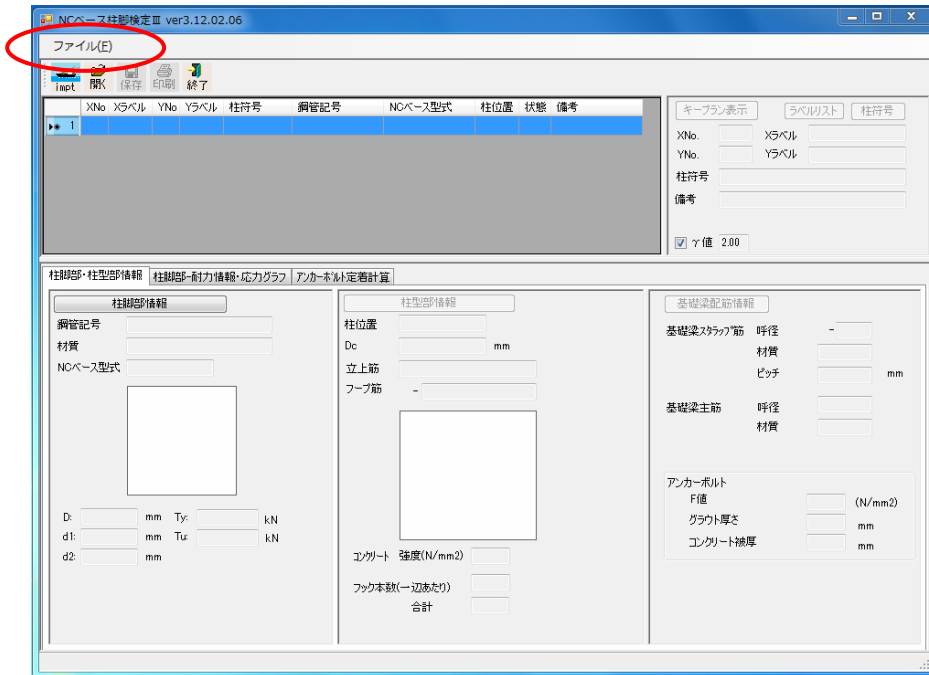 NCベース柱脚検定Ⅲ ver3.12.02.06
ファイル(F)
impt 開く 保存 印刷 終了
XNo Xラベル YNo Yラベル 柱符号 鋼管記号 NCベース型式 柱位置 状態 備考
1
キープラン表示 ラベルリスト 柱符号
XNo. Xラベル
YNo. Yラベル
柱符号
備考
γ値 2.00
柱脚部・柱型部情報 柱脚部-耐力情報・応力グラフ アンカーボルト定着計算
柱脚部情報
鋼管記号
材質
NCベース型式
D: mm Ty: kN
d1: mm Tu: kN
d2: mm
柱型部情報
柱位置
Dc mm
立上筋
フープ筋 -
コンクリート 強度(N/mm2)
フック本数(一辺あたり)
合計
基礎梁配筋情報
基礎梁スタラップ筋 呼径 -
材質
ピッチ mm
基礎梁主筋 呼径
材質
アンカーボルト
F値 (N/mm2)
グラウト厚さ mm
コンクリート被厚 mm